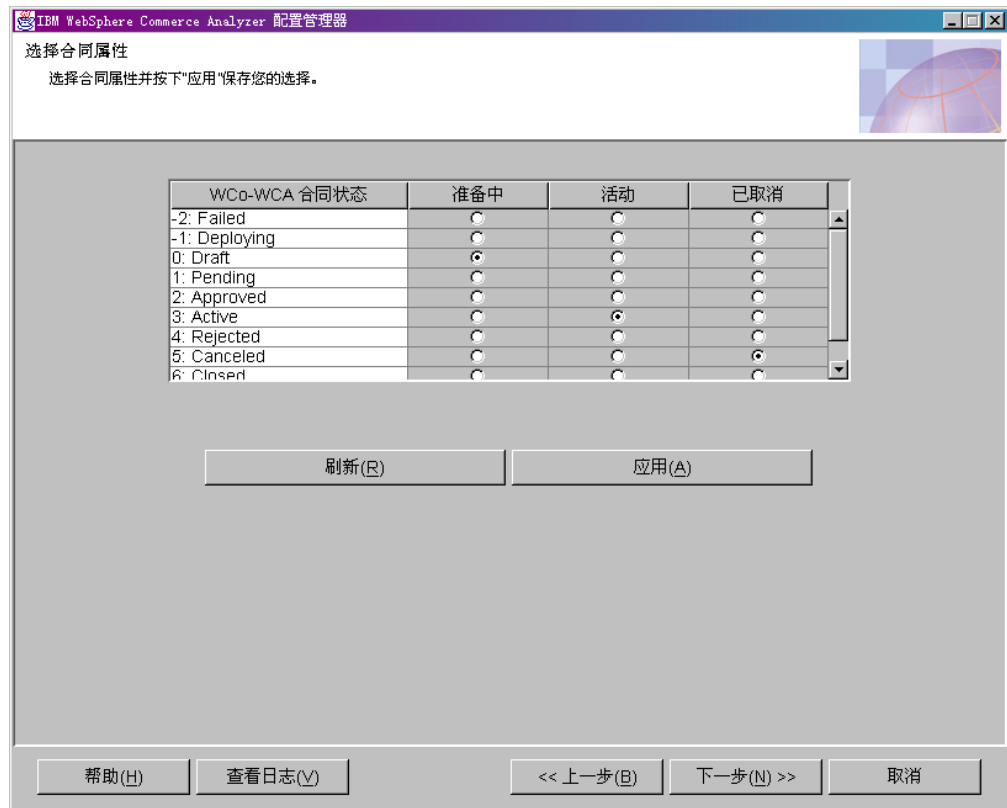 IBM WebSphere Commerce Analyzer 配置管理器
选择合同属性
选择合同属性并按下"应用"保存您的选择。
WCo-WCA 合同状态 准备中 活动 已取消
-2: Failed
-1: Deploying
0: Draft
1: Pending
2: Approved
3: Active
4: Rejected
5: Canceled
6: Closed
刷新(R) 应用(A)
帮助(H) 查看日志(V) << 上一步(B) 下一步(N) >> 取消